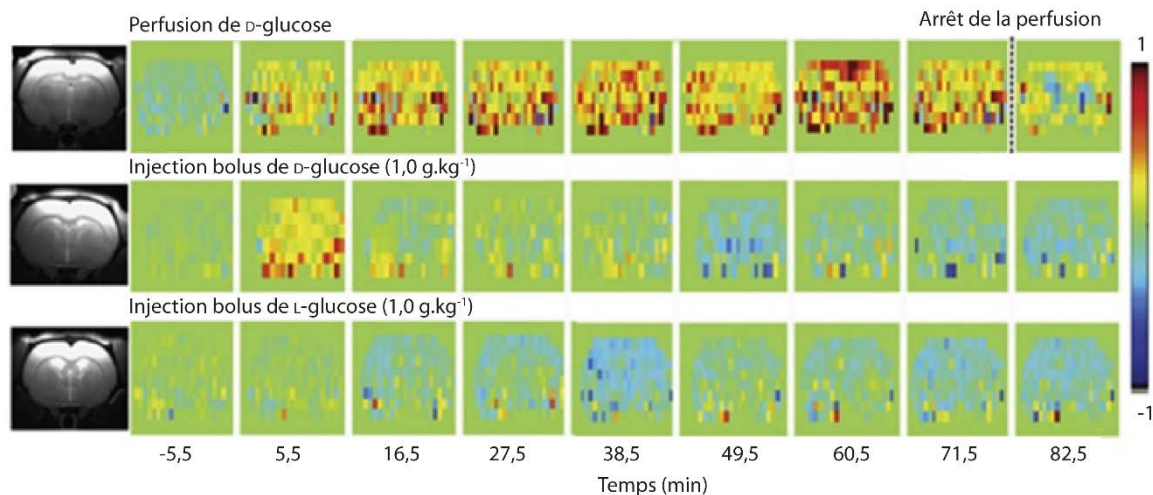 Perfusion de D-glucose
Arrêt de la perfusion
1
Injection bolus de D-glucose (1,0 g.kg⁻¹)
Injection bolus de L-glucose (1,0 g.kg⁻¹)
-1
-5,5 5,5 16,5 27,5 38,5 49,5 60,5 71,5 82,5
Temps (min)